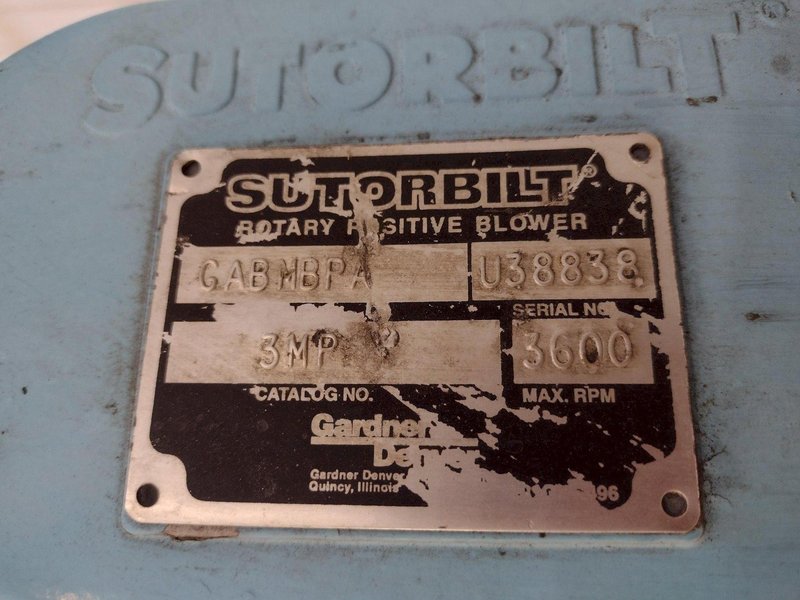 SUTORBILT®
SUTORBILT®
ROTARY POSITIVE BLOWER
GABMBPA U38838
SERIAL NO.
3MP 3600
CATALOG NO. MAX. RPM
Gardner
Denver
Gardner Denver
Quincy, Illinois 96